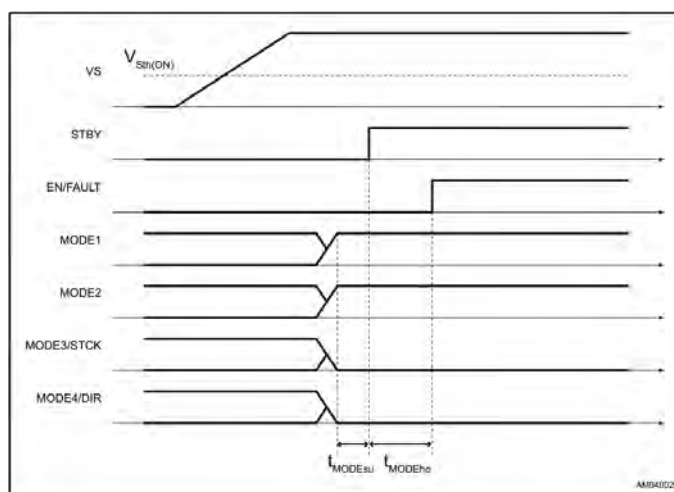 VS
VSth(ON)
STBY
EN/FAULT
MODE1
MODE2
MODE3/STCK
MODE4/DIR
tMODEsu
tMODEho